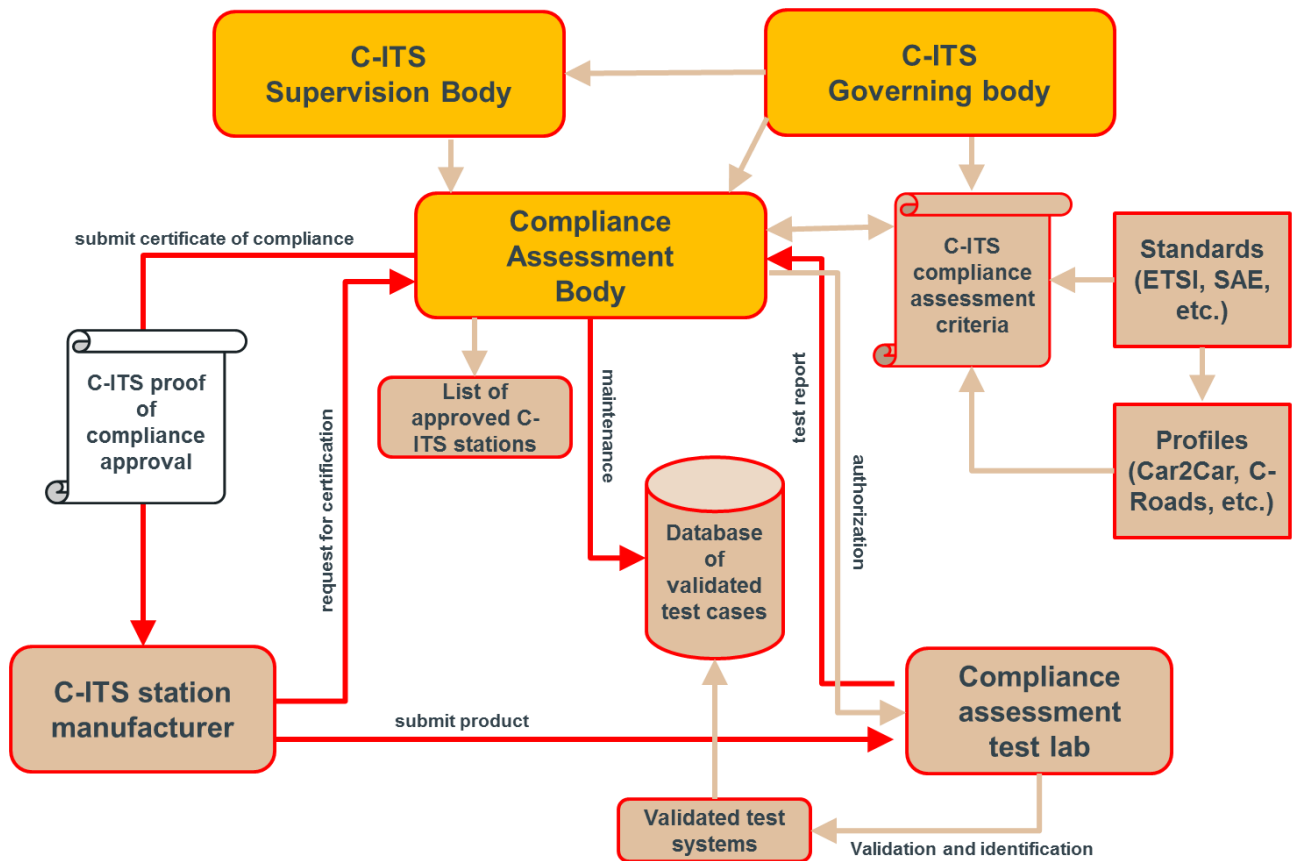 C-ITS
Supervision Body
C-ITS
Governing body
Compliance
Assessment
Body
submit certificate of compliance
C-ITS
compliance
assessment
criteria
Standards
(ETSI, SAE,
etc.)
C-ITS proof
of
compliance
approval
request for certification
List of
approved C-
ITS stations
maintenance
test report
authorization
Profiles
(Car2Car, C-
Roads, etc.)
Database
of
validated
test cases
C-ITS station
manufacturer
submit product
Compliance
assessment
test lab
Validated test
systems
Validation and identification